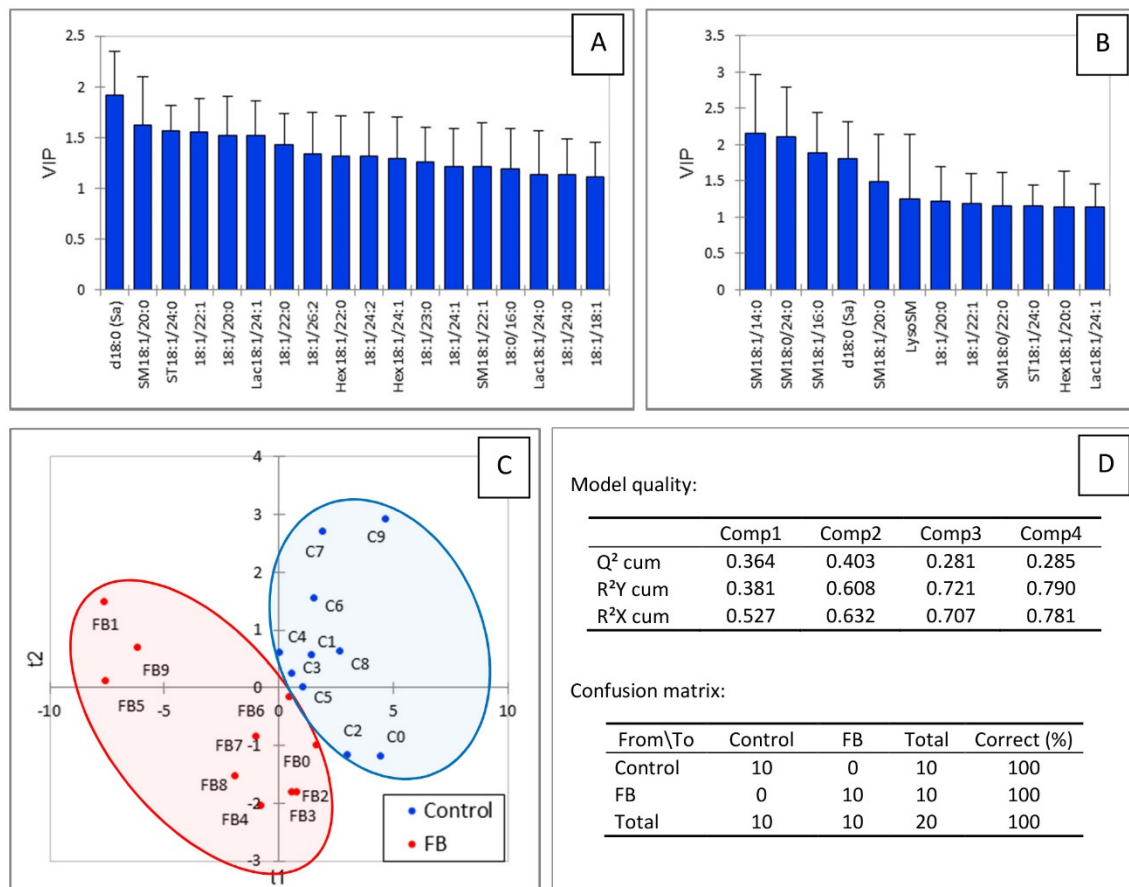 A
2.5
2
1.5
1
0.5
0
VIP
d18:0 (Sa)
SM18:1/20:0
ST18:1/24:0
18:1/22:1
18:1/20:0
Lac18:1/24:1
18:1/22:0
18:1/26:2
Hex18:1/22:0
18:1/24:2
Hex18:1/24:1
18:1/23:0
18:1/24:1
SM18:1/22:1
18:0/16:0
Lac18:1/24:0
18:1/24:0
18:1/18:1
B
3.5
3
2.5
2
1.5
1
0.5
0
VIP
SM18:1/14:0
SM18:0/24:0
SM18:1/16:0
d18:0 (Sa)
SM18:1/20:0
LysoSM
18:1/20:0
18:1/22:1
SM18:0/22:0
ST18:1/24:0
Hex18:1/20:0
Lac18:1/24:1
C
4
3
2
1
0
-1
-2
-3
-10
-5
0
5
10
t2
t1
C9
C7
C6
C4
C1
C8
C3
C5
C2
C0
FB1
FB9
FB5
FB6
FB7
FB0
FB8
FB2
FB4
FB3
Control
FB
D
Model quality:
Comp1 Comp2 Comp3 Comp4
Q² cum 0.364 0.403 0.281 0.285
R²Y cum 0.381 0.608 0.721 0.790
R²X cum 0.527 0.632 0.707 0.781
Confusion matrix:
From\To Control FB Total Correct (%)
Control 10 0 10 100
FB 0 10 10 100
Total 10 10 20 100